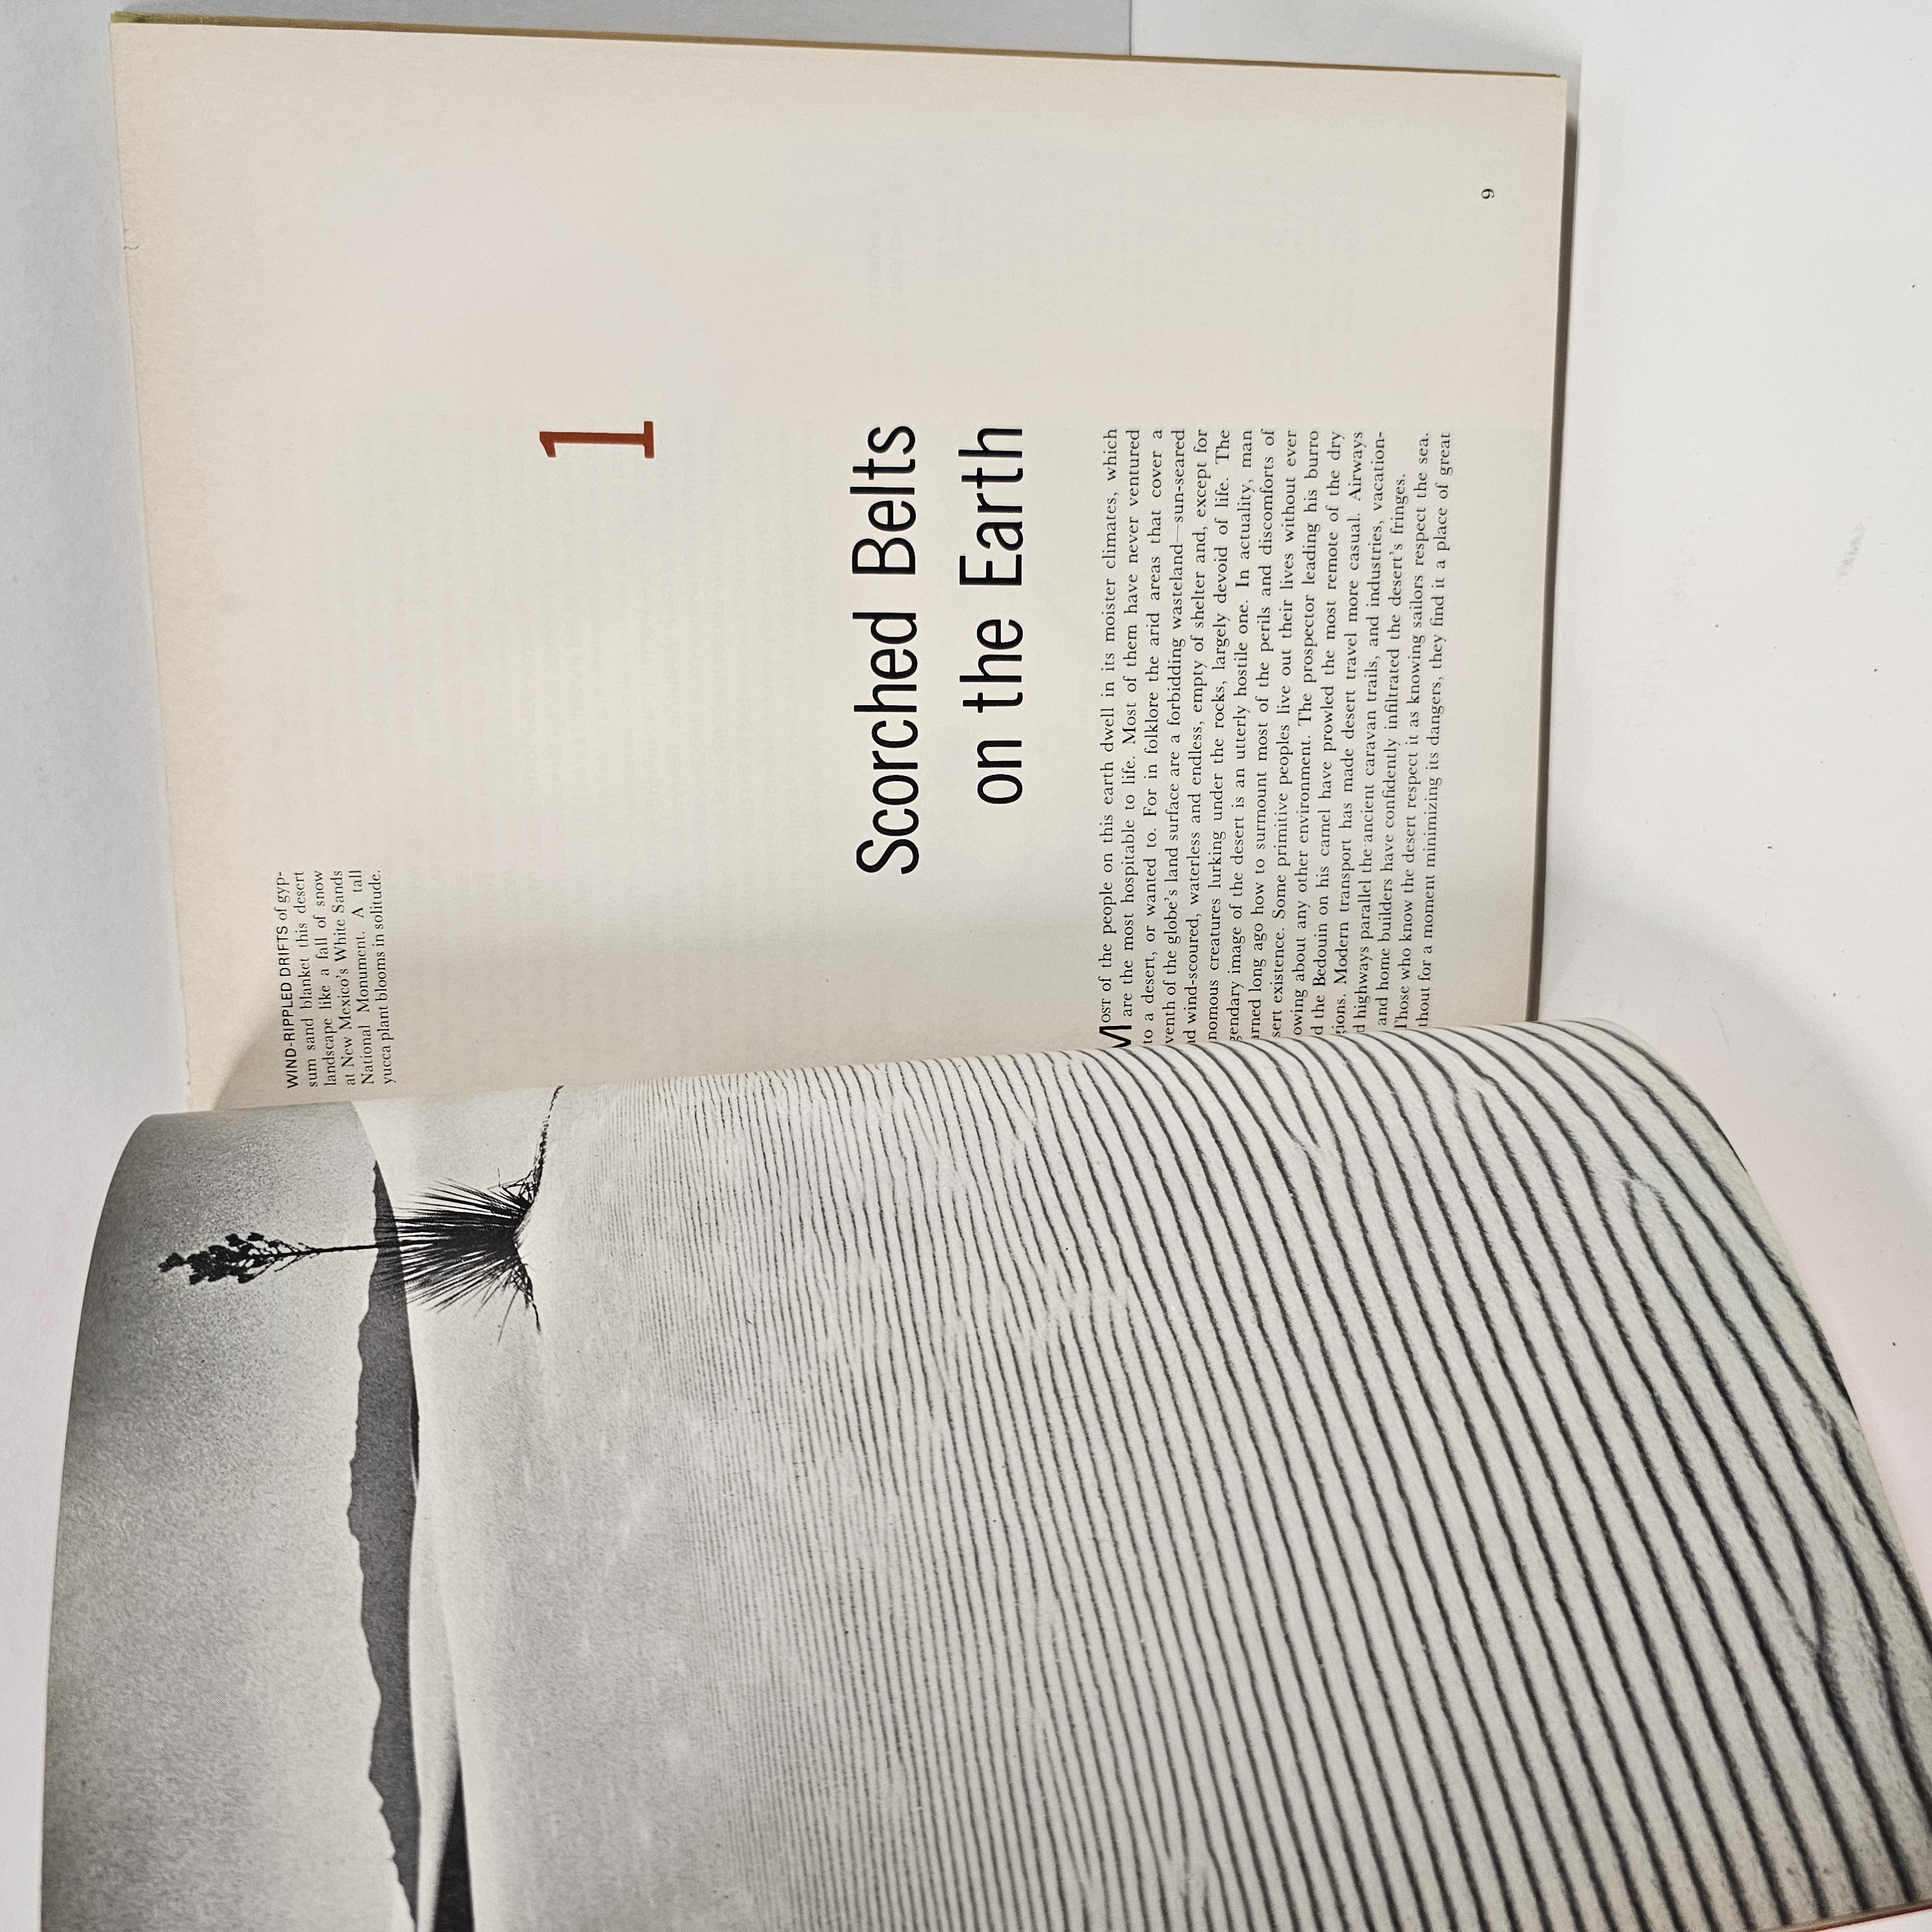 WIND-RIPPLED DRIFTS of gyp-
sum sand blanket this desert
landscape like a fall of snow
at New Mexico's White Sands
National Monument. A tall
yucca plant blooms in solitude.
1
Scorched Belts
on the Earth
MOST of the people on this earth dwell in its moister climates, which
are the most hospitable to life. Most of them have never ventured
to a desert, or wanted to. For in folklore the arid areas that cover a
venth of the globe's land surface are a forbidding wasteland—sun-seared
d wind-scoured, waterless and endless, empty of shelter and, except for
nomous creatures lurking under the rocks, largely devoid of life. The
gendary image of the desert is an utterly hostile one. In actuality, man
arned long ago how to surmount most of the perils and discomforts of
sert existence. Some primitive peoples live out their lives without ever
owing about any other environment. The prospector leading his burro
d the Bedouin on his camel have prowled the most remote of the dry
gions. Modern transport has made desert travel more casual. Airways
d highways parallel the ancient caravan trails, and industries, vacation-
and home builders have confidently infiltrated the desert's fringes.
Those who know the desert respect it as knowing sailors respect the sea.
thout for a moment minimizing its dangers, they find it a place of great
9